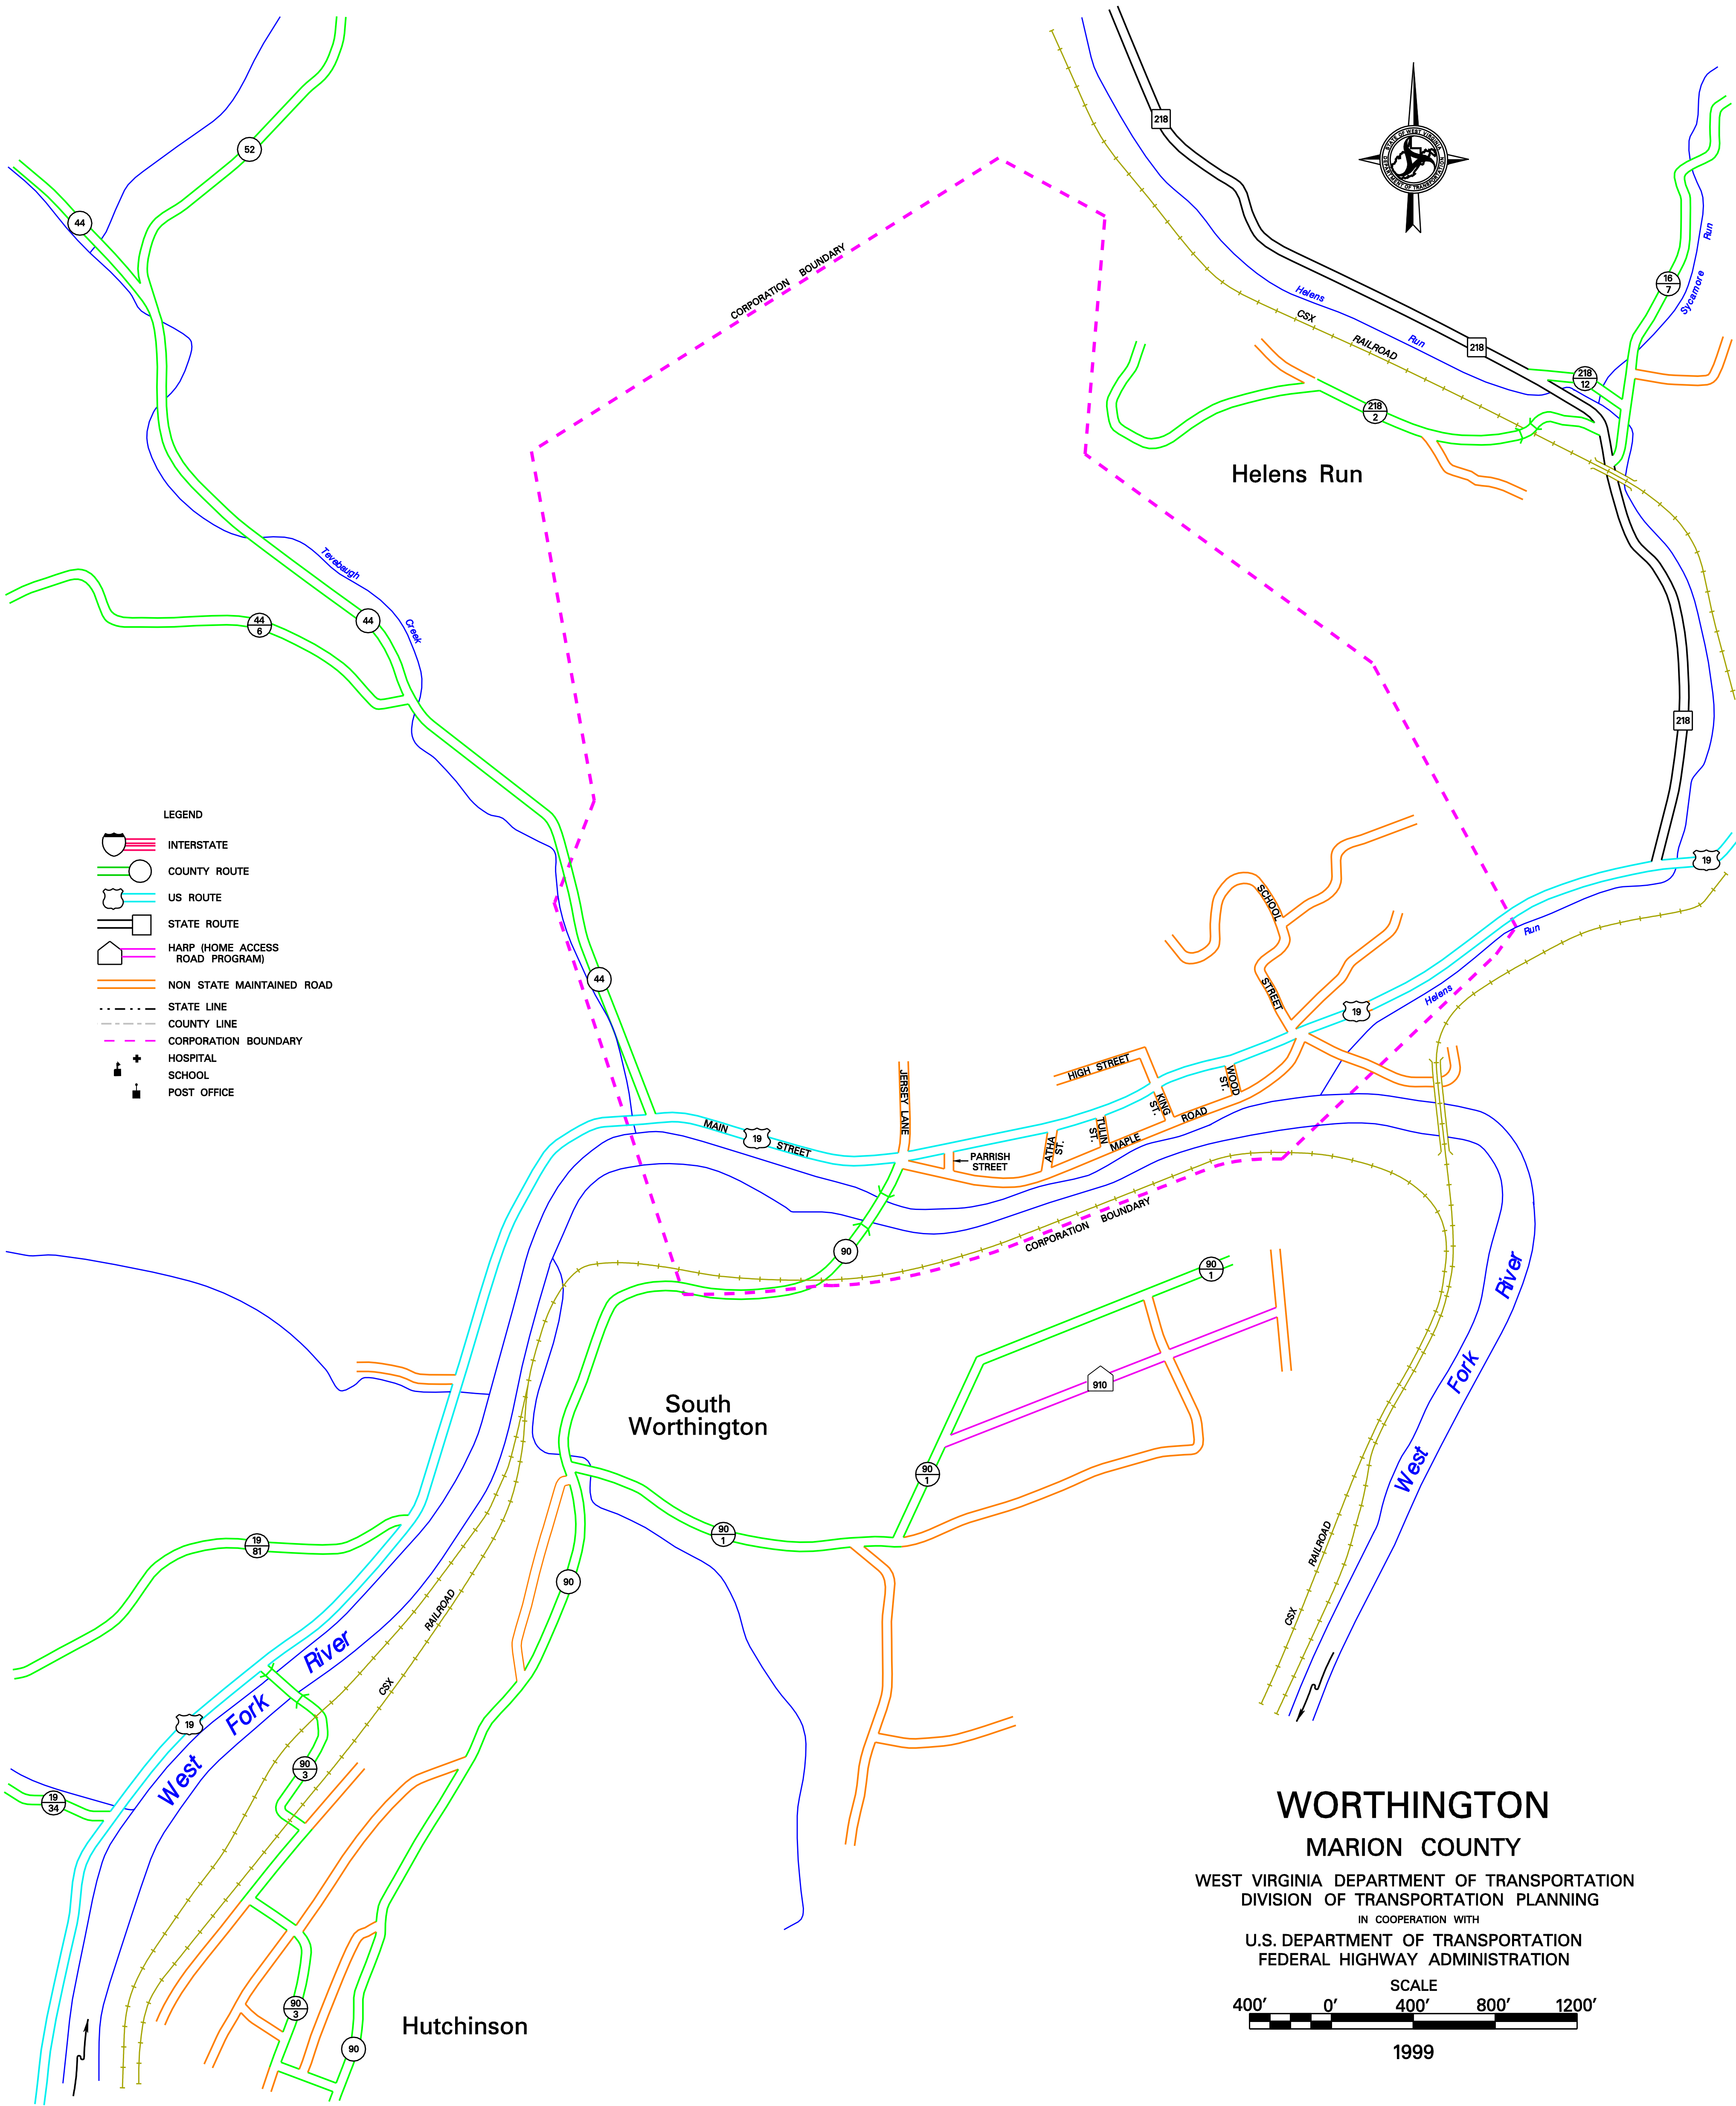 52
44
218
STATE OF WEST VIRGINIA
DEPARTMENT OF TRANSPORTATION
CORPORATION BOUNDARY
Helens Run
CSX RAILROAD
218
16
7
Sycamore Run
218
12
218
2
Helens Run
Tevebaugh Creek
44
6
44
218
LEGEND
INTERSTATE
COUNTY ROUTE
US ROUTE
STATE ROUTE
HARP (HOME ACCESS
ROAD PROGRAM)
NON STATE MAINTAINED ROAD
STATE LINE
COUNTY LINE
CORPORATION BOUNDARY
HOSPITAL
SCHOOL
POST OFFICE
19
SCHOOL STREET
44
19
Helens Run
HIGH STREET
JERSEY LANE
WOOD
ST.
KING
ST.
TULIN
ST.
ATHA
ST.
MAPLE ROAD
MAIN STREET
19
PARRISH
STREET
CORPORATION BOUNDARY
90
90
1
910
South
Worthington
90
1
90
1
West Fork River
CSX RAILROAD
19
81
90
CSX RAILROAD
West Fork River
19
90
3
19
34
90
3
90
Hutchinson
WORTHINGTON
MARION COUNTY
WEST VIRGINIA DEPARTMENT OF TRANSPORTATION
DIVISION OF TRANSPORTATION PLANNING
IN COOPERATION WITH
U.S. DEPARTMENT OF TRANSPORTATION
FEDERAL HIGHWAY ADMINISTRATION
SCALE
400' 0' 400' 800' 1200'
1999